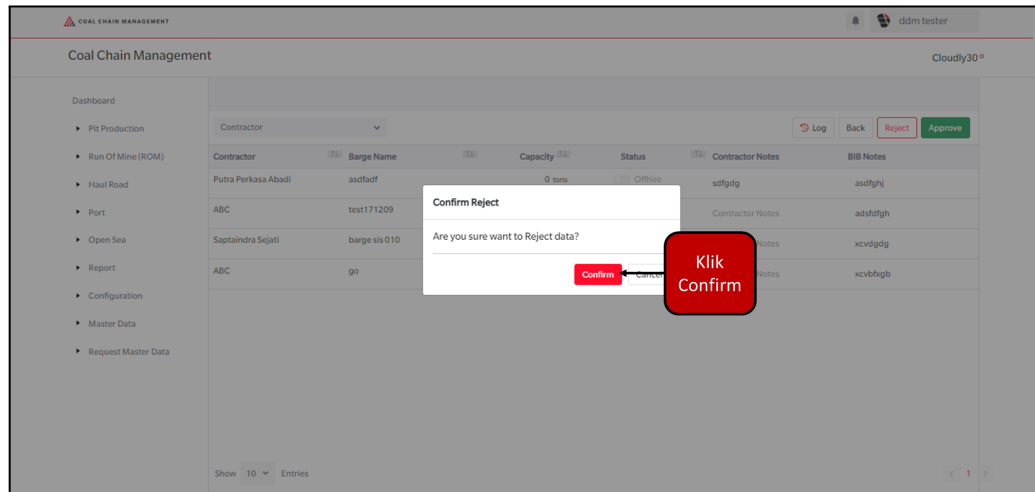 COAL CHAIN MANAGEMENT
ddm tester
Coal Chain Management
Cloudly30°
Dashboard
Pit Production
Run Of Mine (ROM)
Haul Road
Port
Open Sea
Report
Configuration
Master Data
Request Master Data
Contractor
Log Back Reject Approve
Contractor Barge Name Capacity Status Contractor Notes BIB Notes
Putra Perkasa Abadi asdfadf 0 tons Offhire sdfgdg asdfghj
ABC test171209 Contractor Notes adsfdfgh
Saptaindra Sejati barge sis 010 Notes xcvdgdg
ABC go Notes xcvbfxgb
Confirm Reject
Are you sure want to Reject data?
Confirm Cancel
Klik
Confirm
Show 10 Entries
1